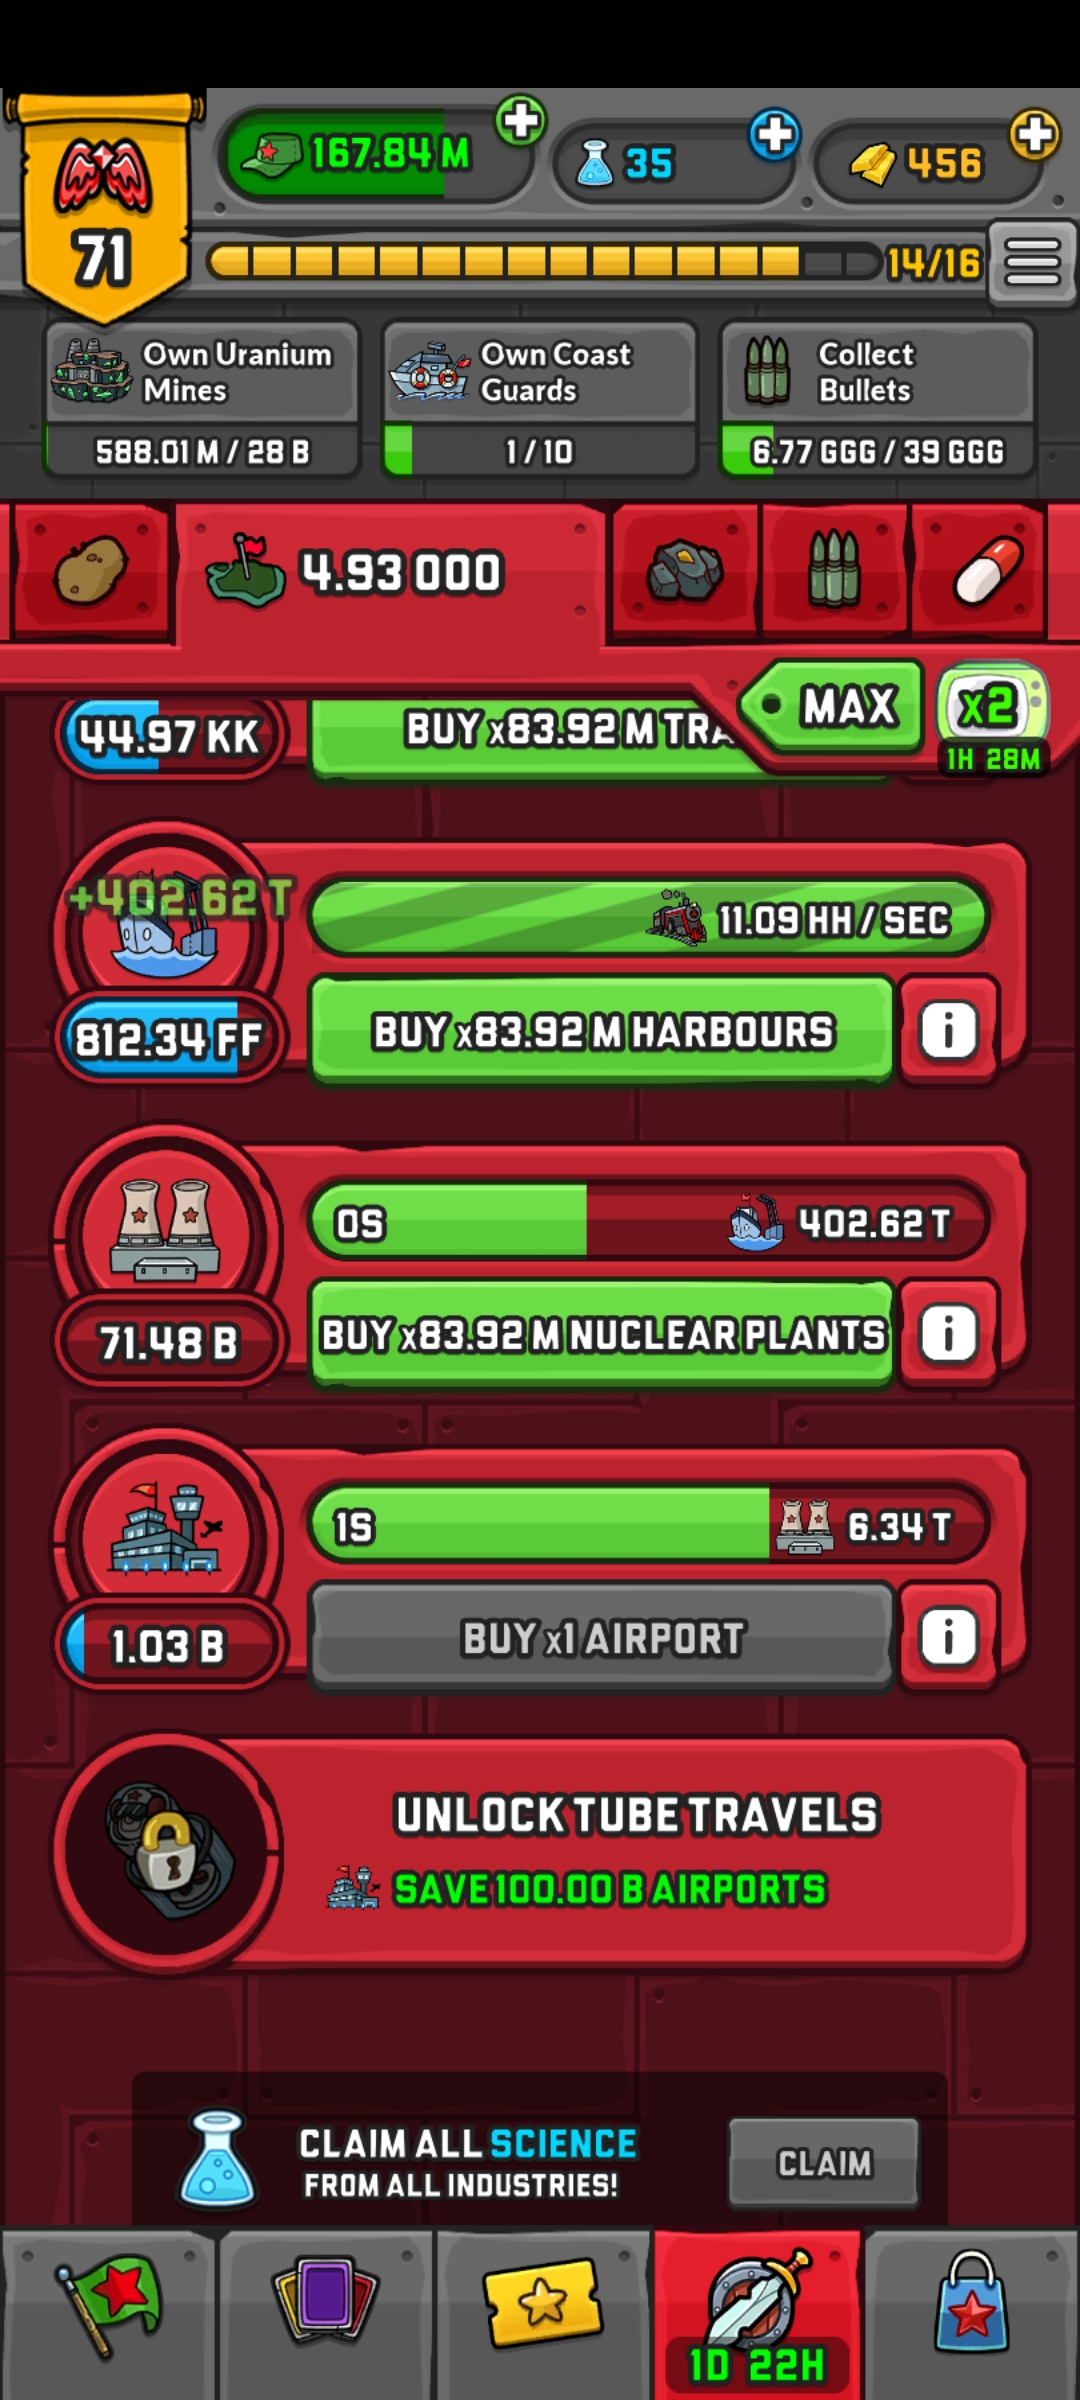 167.84 M
35
456
71
14/16
Own Uranium
Mines
588.01 M / 28 B
Own Coast
Guards
1 / 10
Collect
Bullets
6.77 GGG / 39 GGG
4.93 000
MAX
x2
1H 28M
44.97 KK
BUY x83.92 M TRA
+402.62 T
11.09 HH / SEC
812.34 FF
BUY x83.92 M HARBOURS
i
0S
402.62 T
71.48 B
BUY x83.92 M NUCLEAR PLANTS
i
1S
6.34 T
1.03 B
BUY x1 AIRPORT
i
UNLOCK TUBE TRAVELS
SAVE 100.00 B AIRPORTS
CLAIM ALL SCIENCE
FROM ALL INDUSTRIES!
CLAIM
1D 22H